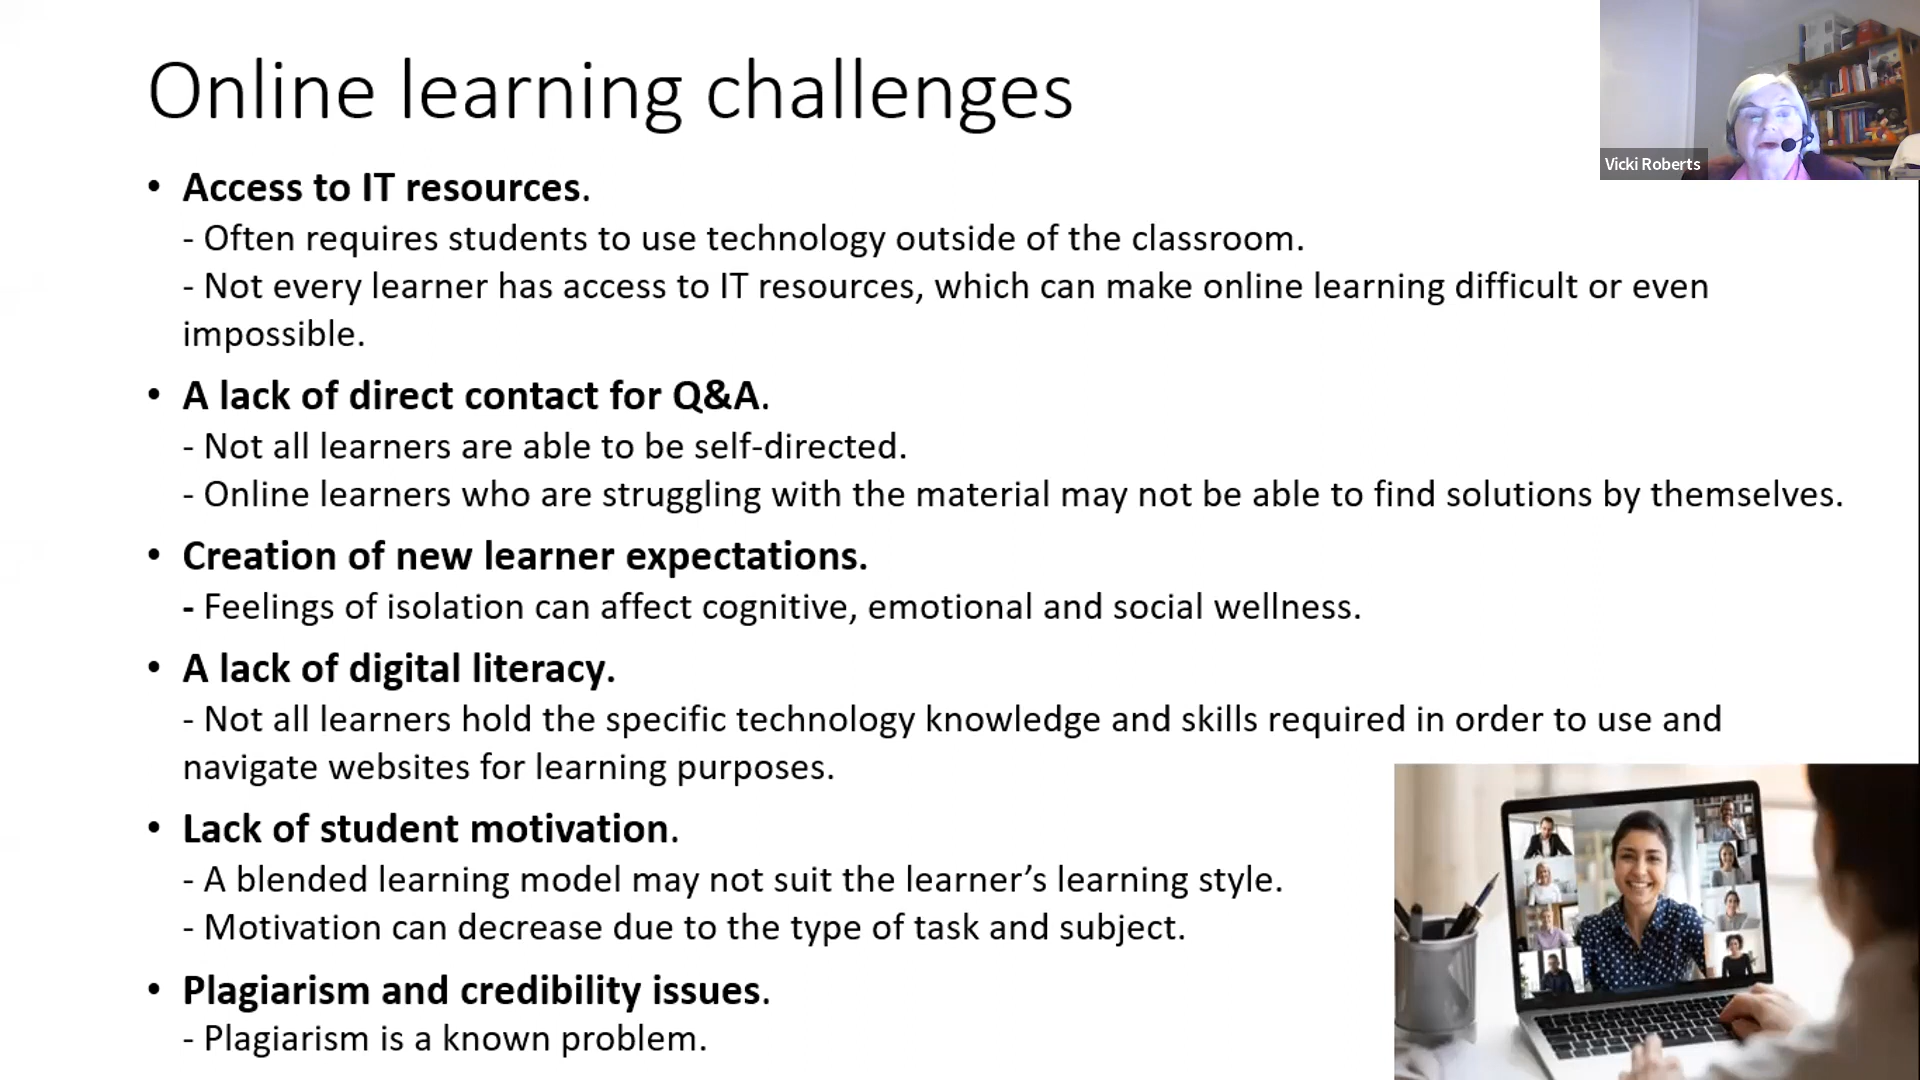 Online learning challenges
Vicki Roberts
• Access to IT resources.
- Often requires students to use technology outside of the classroom.
- Not every learner has access to IT resources, which can make online learning difficult or even
impossible.
• A lack of direct contact for Q&A.
- Not all learners are able to be self-directed.
- Online learners who are struggling with the material may not be able to find solutions by themselves.
• Creation of new learner expectations.
- Feelings of isolation can affect cognitive, emotional and social wellness.
• A lack of digital literacy.
- Not all learners hold the specific technology knowledge and skills required in order to use and
navigate websites for learning purposes.
• Lack of student motivation.
- A blended learning model may not suit the learner’s learning style.
- Motivation can decrease due to the type of task and subject.
• Plagiarism and credibility issues.
- Plagiarism is a known problem.